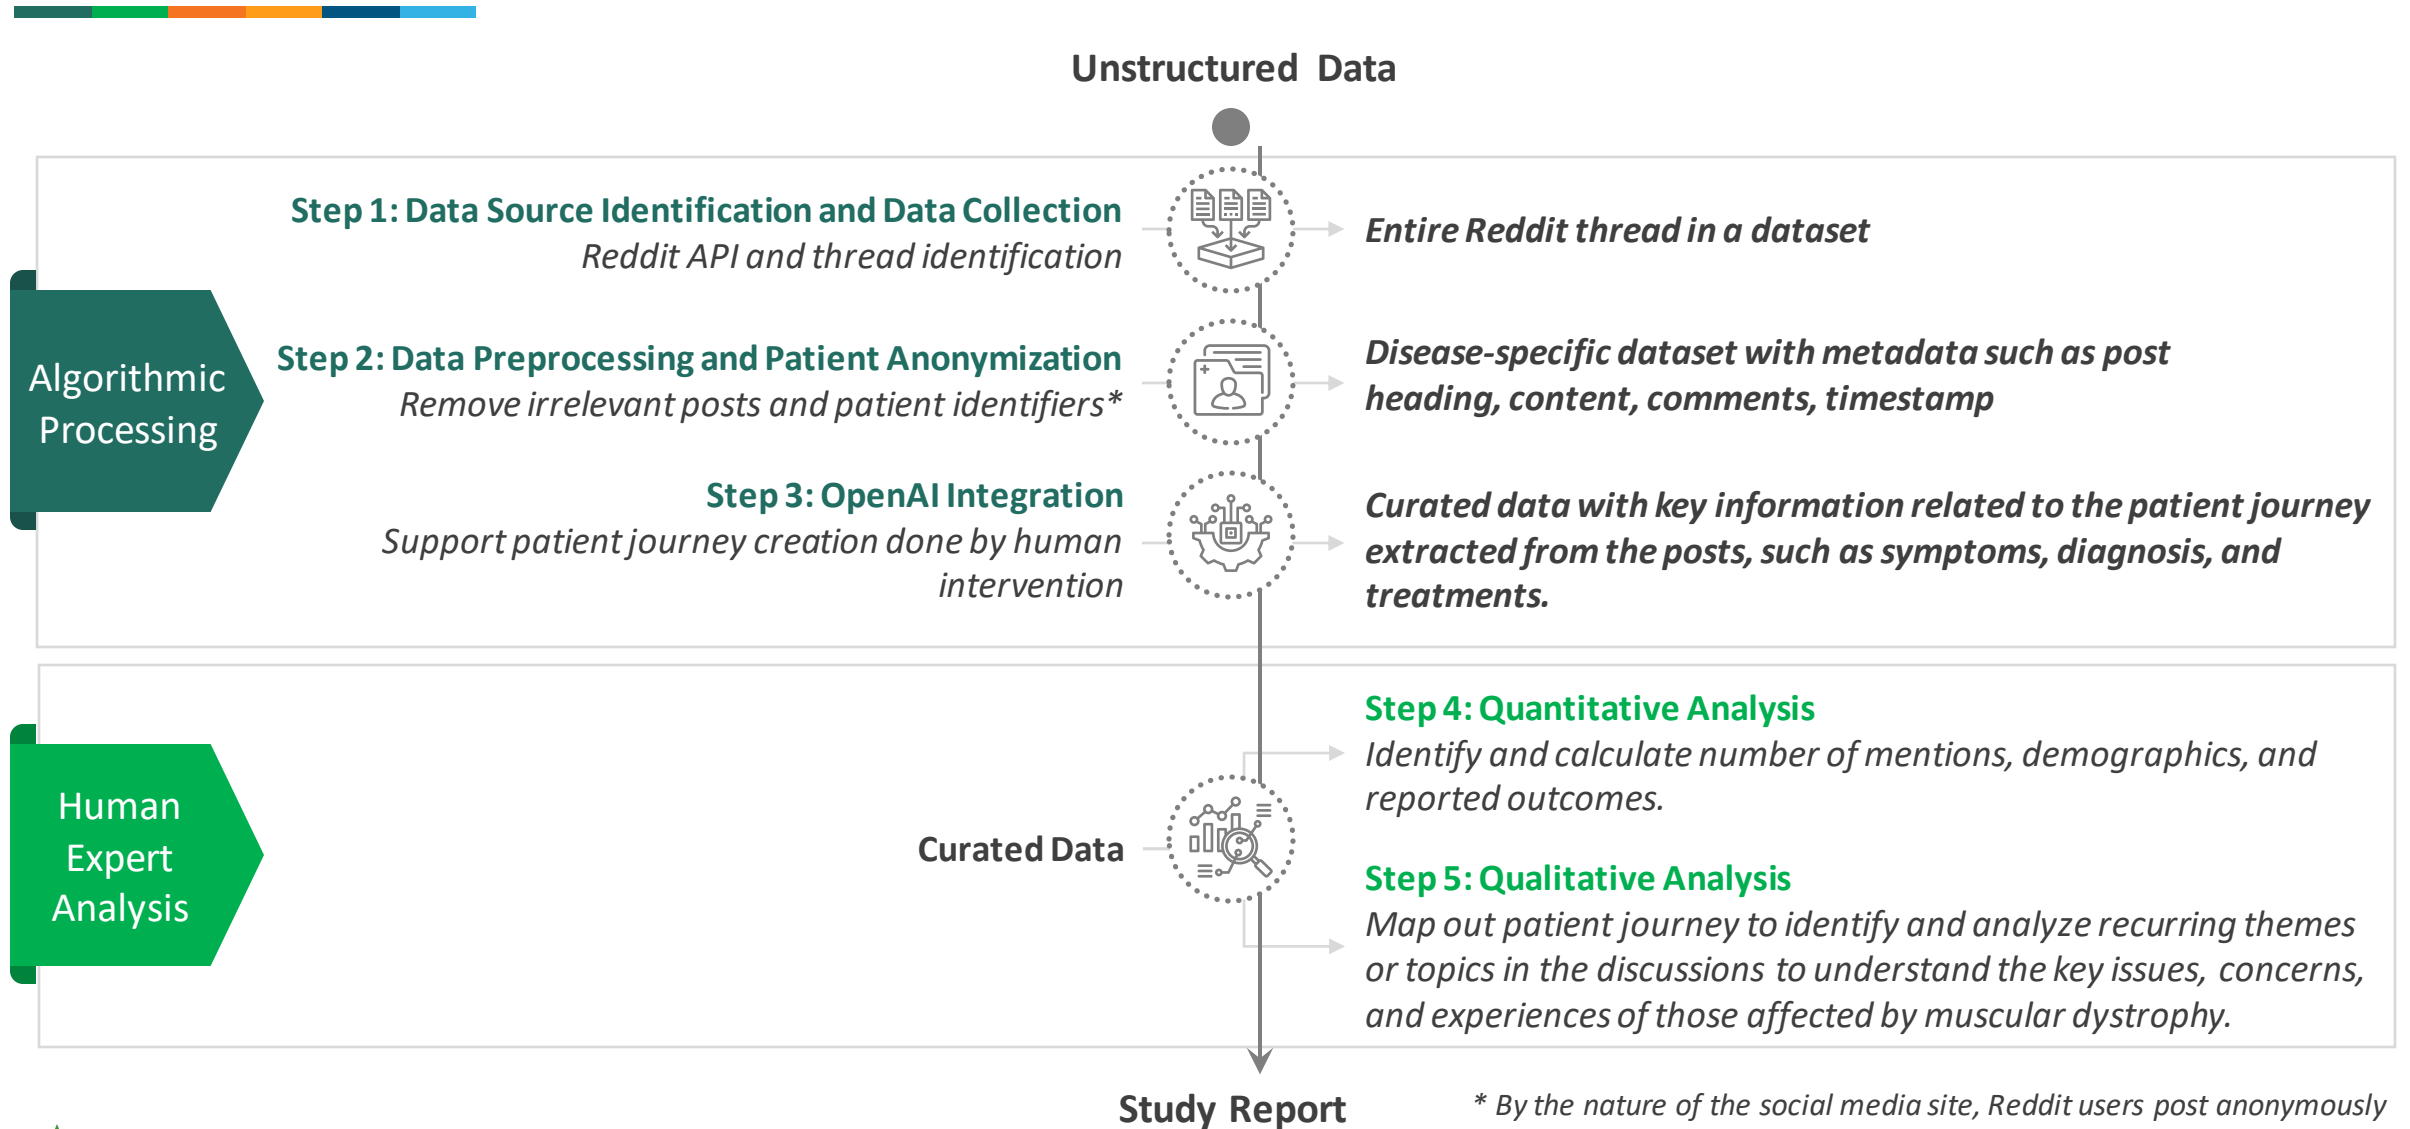 Unstructured Data
Step 1: Data Source Identification and Data Collection
Reddit API and thread identification
Entire Reddit thread in a dataset
Algorithmic
Processing
Step 2: Data Preprocessing and Patient Anonymization
Remove irrelevant posts and patient identifiers*
Disease-specific dataset with metadata such as post
heading, content, comments, timestamp
Step 3: OpenAI Integration
Support patient journey creation done by human
intervention
Curated data with key information related to the patient journey
extracted from the posts, such as symptoms, diagnosis, and
treatments.
Human
Expert
Analysis
Curated Data
Step 4: Quantitative Analysis
Identify and calculate number of mentions, demographics, and
reported outcomes.
Step 5: Qualitative Analysis
Map out patient journey to identify and analyze recurring themes
or topics in the discussions to understand the key issues, concerns,
and experiences of those affected by muscular dystrophy.
Study Report
* By the nature of the social media site, Reddit users post anonymously